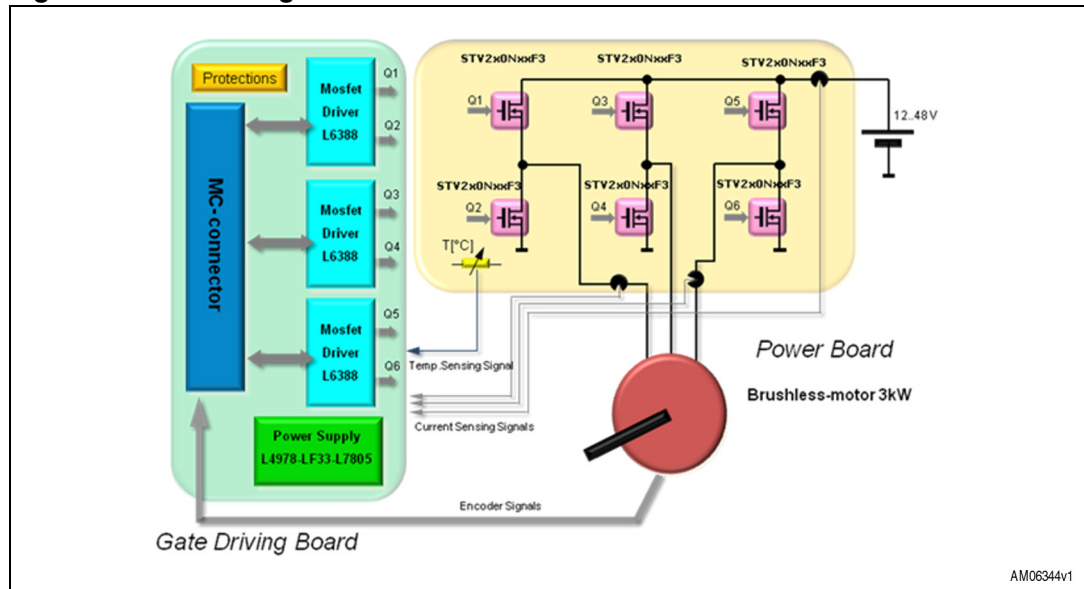 Protections
MC-connector
Mosfet
Driver
L6388
Q1
Q2
Mosfet
Driver
L6388
Q3
Q4
Mosfet
Driver
L6388
Q5
Q6
Power Supply
L4978-LF33-L7805
Gate Driving Board
STV2x0NxxF3
STV2x0NxxF3
STV2x0NxxF3
Q1
Q3
Q5
12..48V
STV2x0NxxF3
STV2x0NxxF3
STV2x0NxxF3
Q2
Q4
Q6
T[°C]
Temp.Sensing Signal
Current Sensing Signals
Power Board
Brushless-motor 3kW
Encoder Signals
AM06344v1